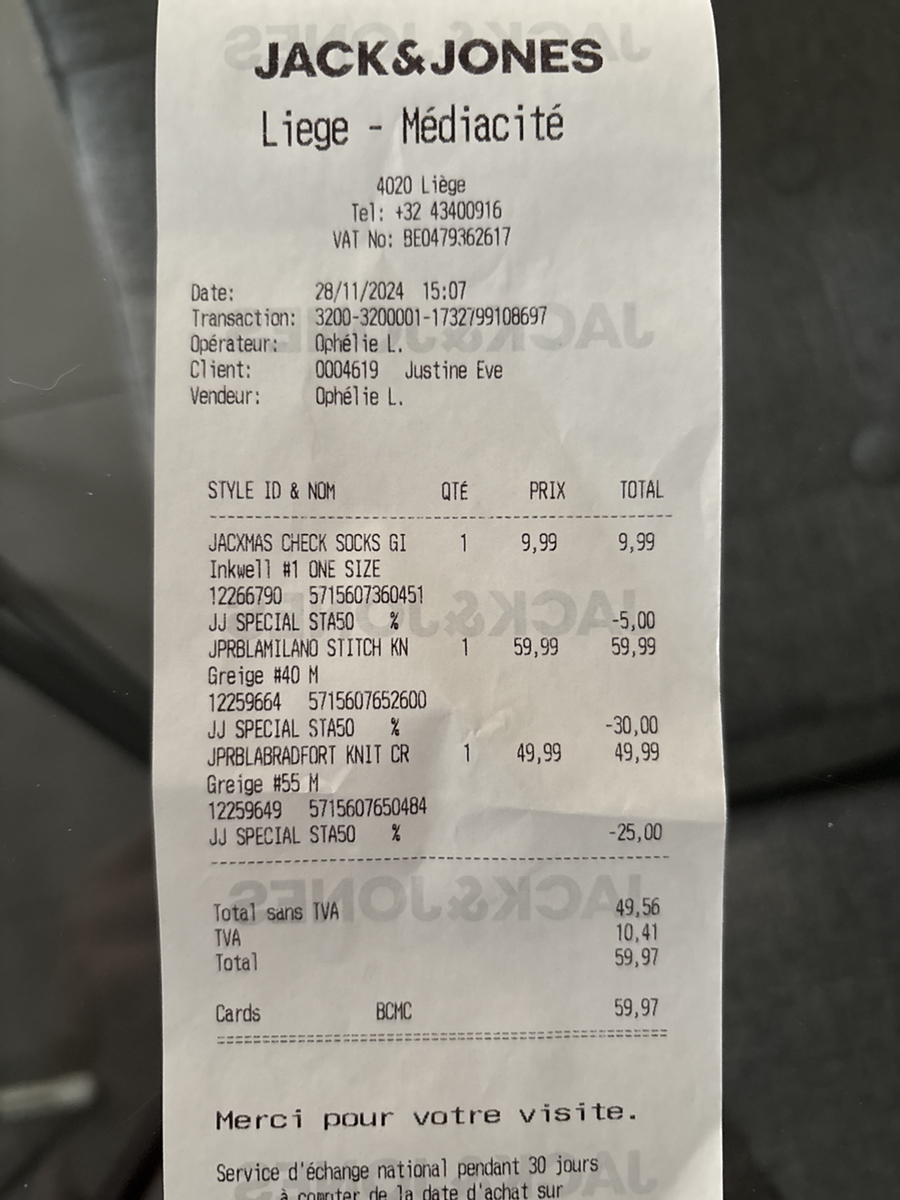 JACK&JONES
Liege - Médiacité
4020 Liège
Tel: +32 43400916
VAT No: BE0479362617
Date: 28/11/2024 15:07
Transaction: 3200-3200001-1732799108697
Opérateur: Ophélie L.
Client: 0004619 Justine Eve
Vendeur: Ophélie L.
STYLE ID & NOM QTÉ PRIX TOTAL
JACXMAS CHECK SOCKS GI 1 9,99 9,99
Inkwell #1 ONE SIZE
12266790 5715607360451
JJ SPECIAL STA50 % -5,00
JPRBLAMILANO STITCH KN 1 59,99 59,99
Greige #40 M
12259664 5715607652600
JJ SPECIAL STA50 % -30,00
JPRBLABRADFORT KNIT CR 1 49,99 49,99
Greige #55 M
12259649 5715607650484
JJ SPECIAL STA50 % -25,00
Total sans TVA 49,56
TVA 10,41
Total 59,97
Cards BCMC 59,97
Merci pour votre visite.
Service d'échange national pendant 30 jours
à compter de la date d'achat sur